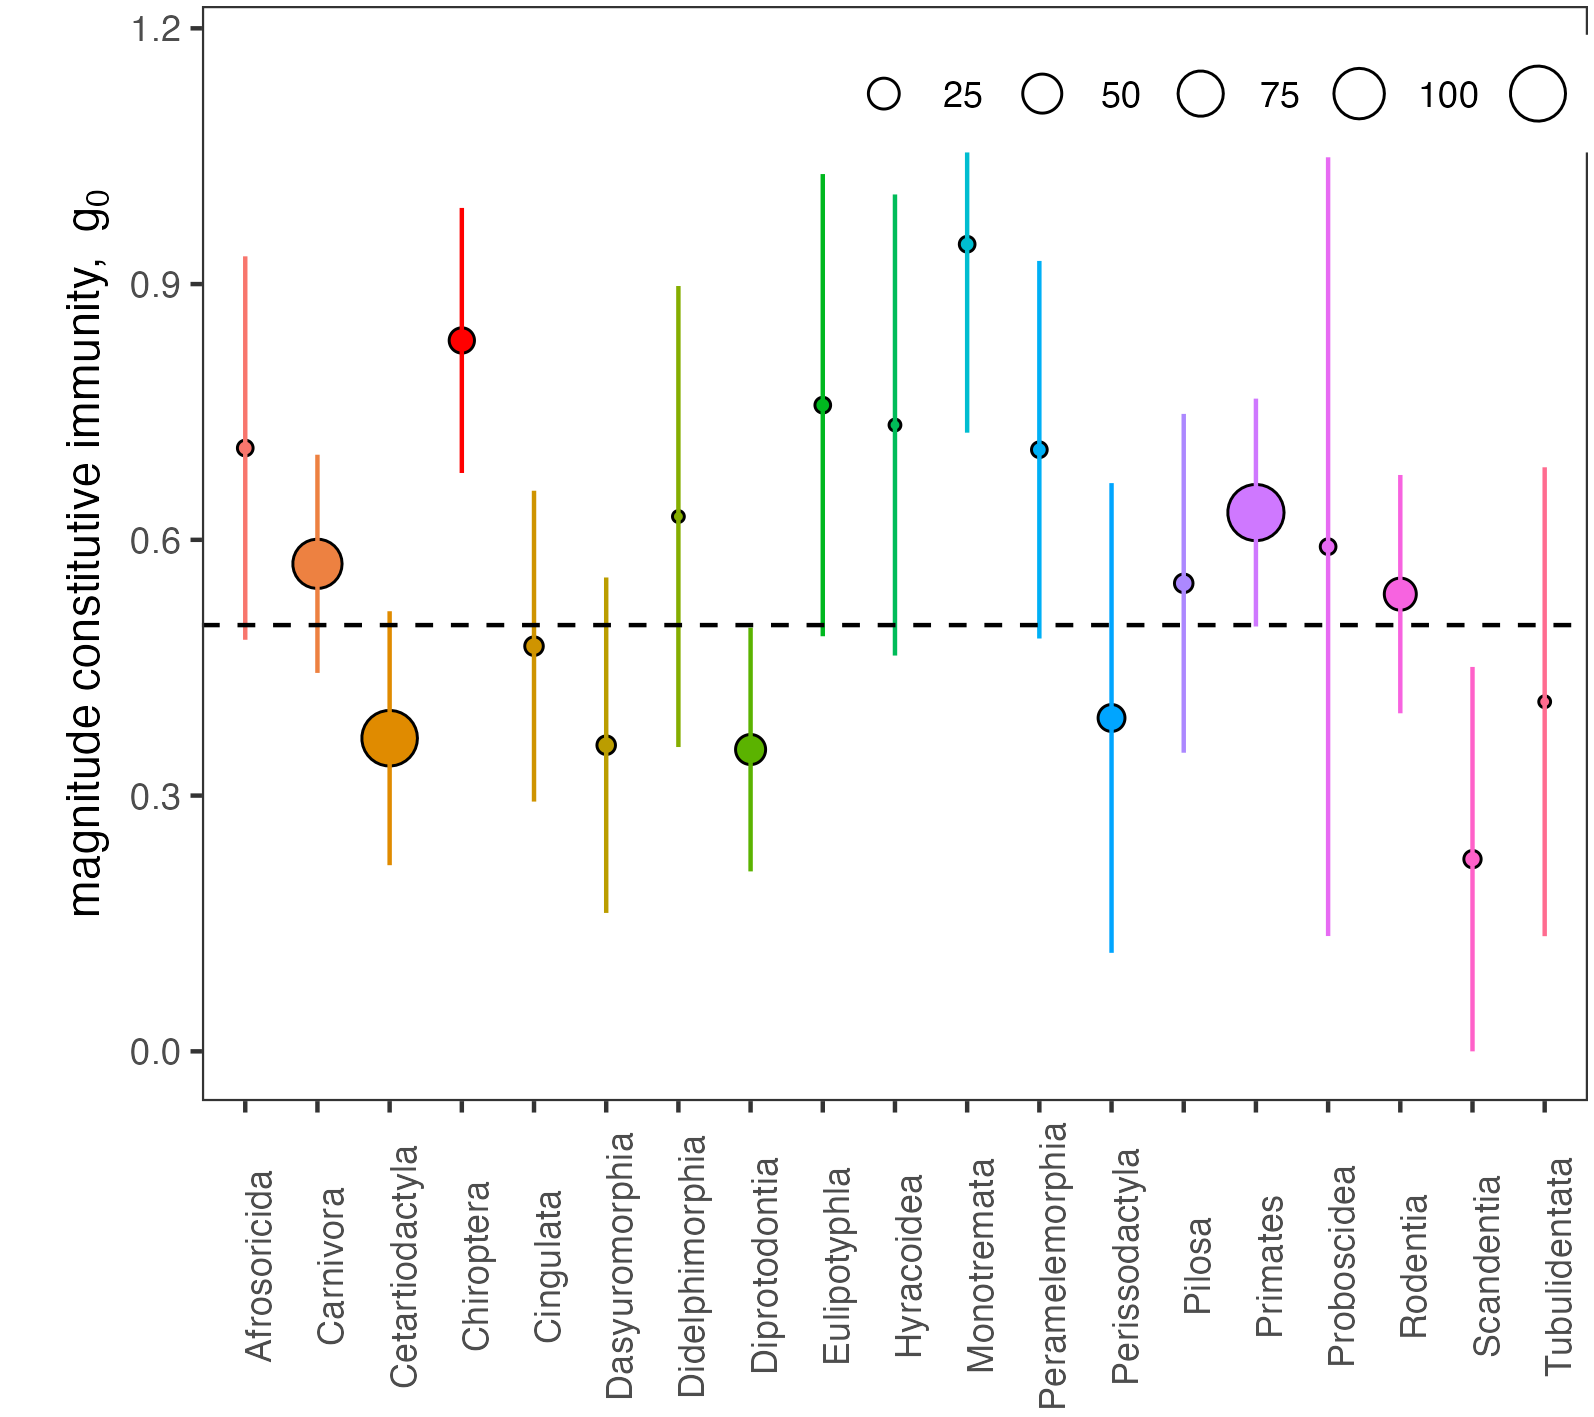 1.2
25 50 75 100
0.9
0.6
0.3
0.0
magnitude constitutive immunity, g₀
Afrosoricida
Carnivora
Cetartiodactyla
Chiroptera
Cingulata
Dasyuromorphia
Didelphimorphia
Diprotodontia
Eulipotyphla
Hyracoidea
Monotremata
Peramelemorphia
Perissodactyla
Pilosa
Primates
Proboscidea
Rodentia
Scandentia
Tubulidentata